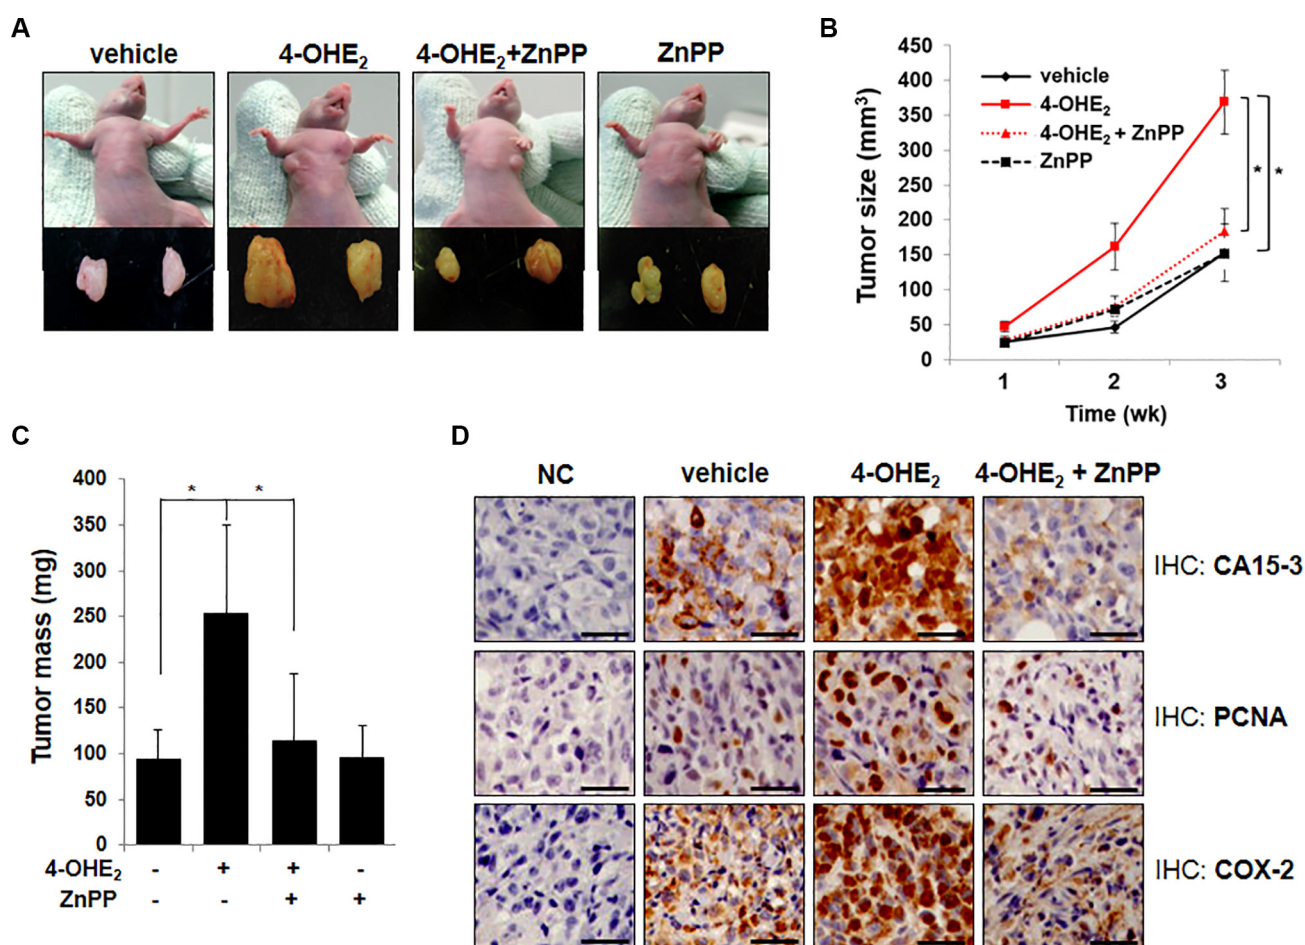 A
vehicle 4-OHE2 4-OHE2+ZnPP ZnPP
B
450
400
350
300
250
200
150
100
50
0
Tumor size (mm3)
vehicle
4-OHE2
4-OHE2 + ZnPP
ZnPP
* *
1 2 3
Time (wk)
C
400
350
300
250
200
150
100
50
0
Tumor mass (mg)
* *
4-OHE2 - + + -
ZnPP - - + +
D
NC vehicle 4-OHE2 4-OHE2 + ZnPP
IHC: CA15-3
IHC: PCNA
IHC: COX-2